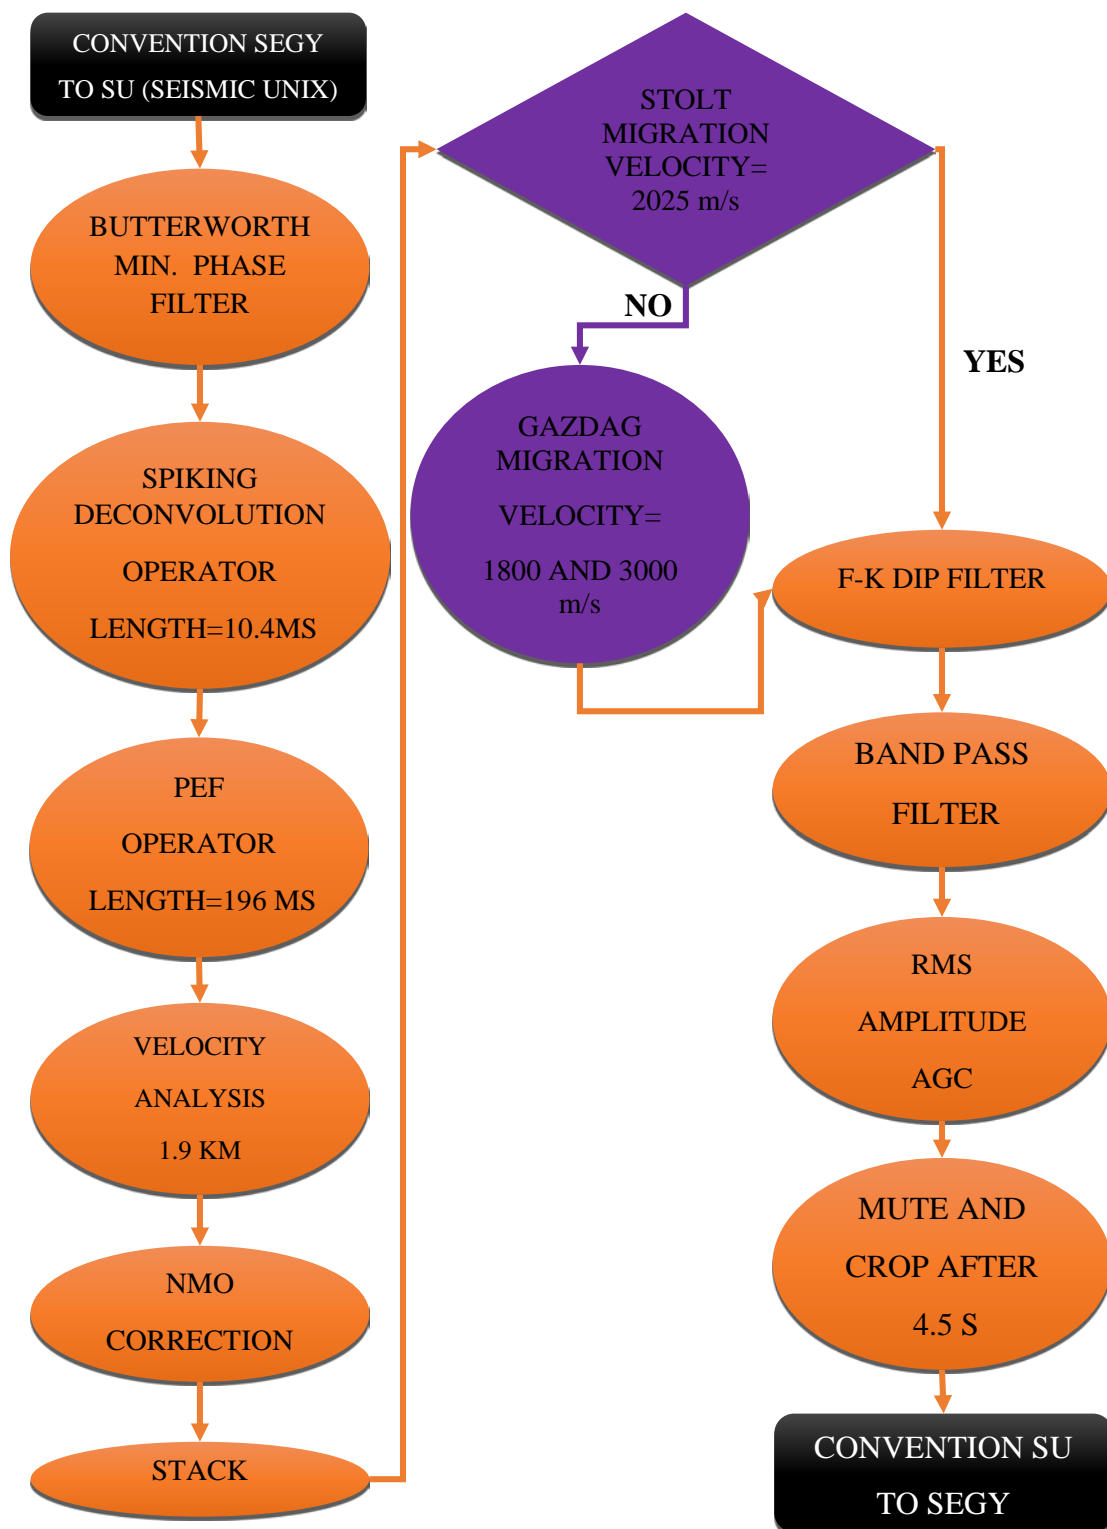 CONVENTION SEGY
TO SU (SEISMIC UNIX)
BUTTERWORTH
MIN. PHASE
FILTER
SPIKING
DECONVOLUTION
OPERATOR
LENGTH=10.4MS
PEF
OPERATOR
LENGTH=196 MS
VELOCITY
ANALYSIS
1.9 KM
NMO
CORRECTION
STACK
STOLT
MIGRATION
VELOCITY=
2025 m/s
NO
YES
GAZDAG
MIGRATION
VELOCITY=
1800 AND 3000
m/s
F-K DIP FILTER
BAND PASS
FILTER
RMS
AMPLITUDE
AGC
MUTE AND
CROP AFTER
4.5 S
CONVENTION SU
TO SEGY